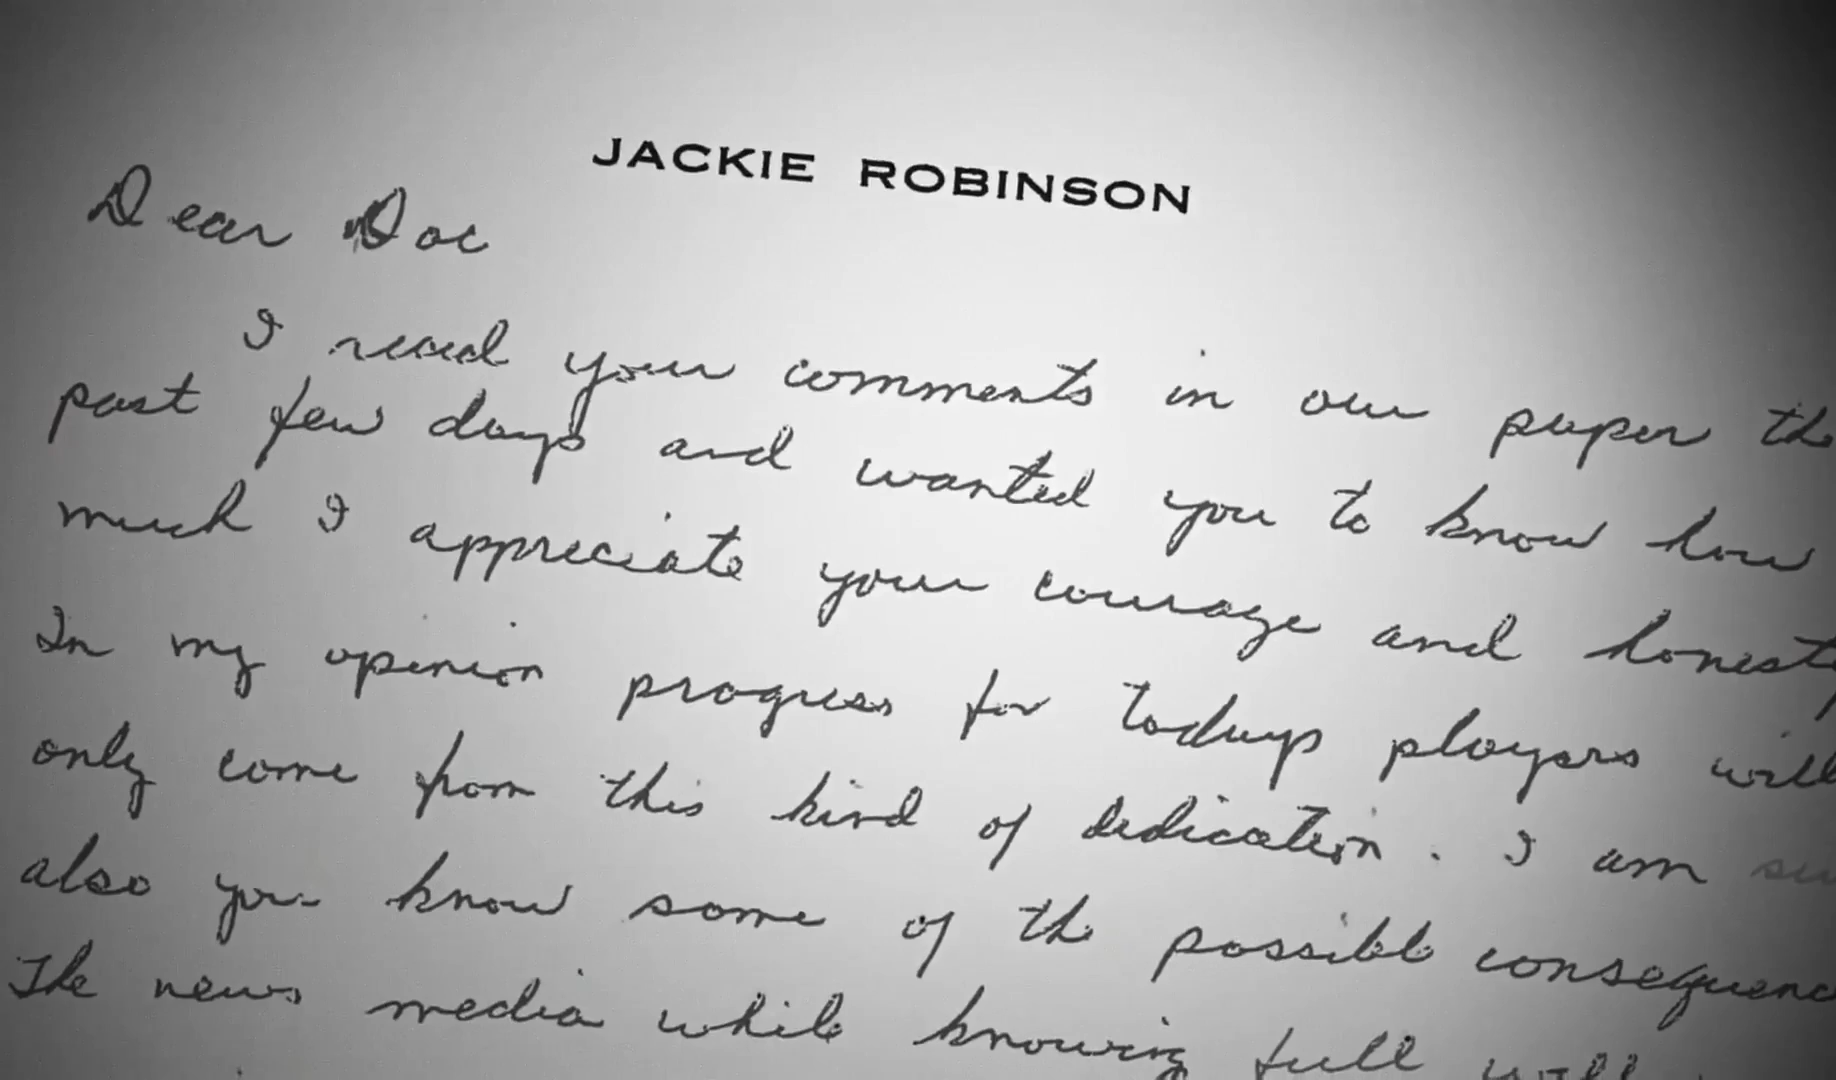 JACKIE ROBINSON
Dear Doc
I read your comments in our paper the
past few days and wanted you to know how
much I appreciate your courage and honesty
In my opinion progress for todays players will
only come from this kind of dedication. I am
also you know some of the possible
The news media while knowing full well